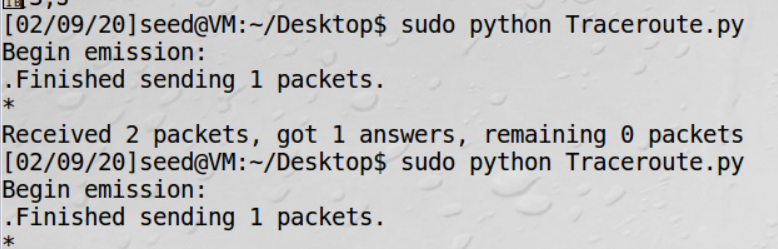 [02/09/20]seed@VM:~/Desktop$ sudo python Traceroute.py
Begin emission:
.Finished sending 1 packets.
*
Received 2 packets, got 1 answers, remaining 0 packets
[02/09/20]seed@VM:~/Desktop$ sudo python Traceroute.py
Begin emission:
.Finished sending 1 packets.
*